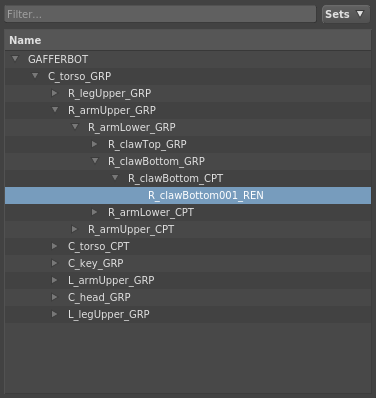 Filter...
Sets
Name
GAFFERBOT
C_torso_GRP
R_legUpper_GRP
R_armUpper_GRP
R_armLower_GRP
R_clawTop_GRP
R_clawBottom_GRP
R_clawBottom_CPT
R_clawBottom001_REN
R_armLower_CPT
R_armUpper_CPT
C_torso_CPT
C_key_GRP
L_armUpper_GRP
C_head_GRP
L_legUpper_GRP